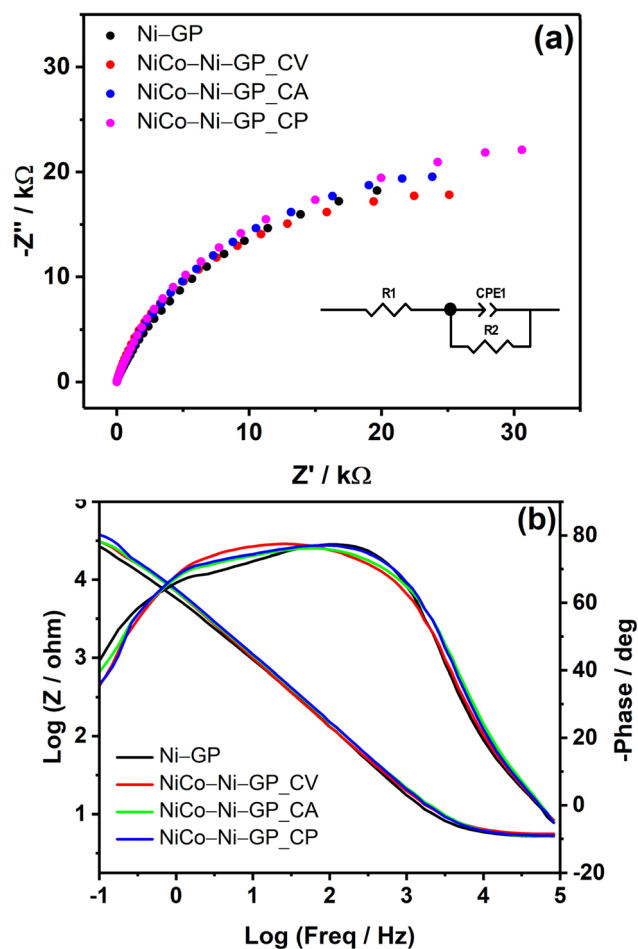 (a)
Ni–GP
NiCo–Ni–GP_CV
NiCo–Ni–GP_CA
NiCo–Ni–GP_CP
30
20
10
0
-Z'' / kΩ
R1
CPE1
R2
0
10
20
30
Z' / kΩ
(b)
5
4
3
2
1
Log (Z / ohm)
80
60
40
20
0
-20
-Phase / deg
Ni–GP
NiCo–Ni–GP_CV
NiCo–Ni–GP_CA
NiCo–Ni–GP_CP
-1
0
1
2
3
4
5
Log (Freq / Hz)